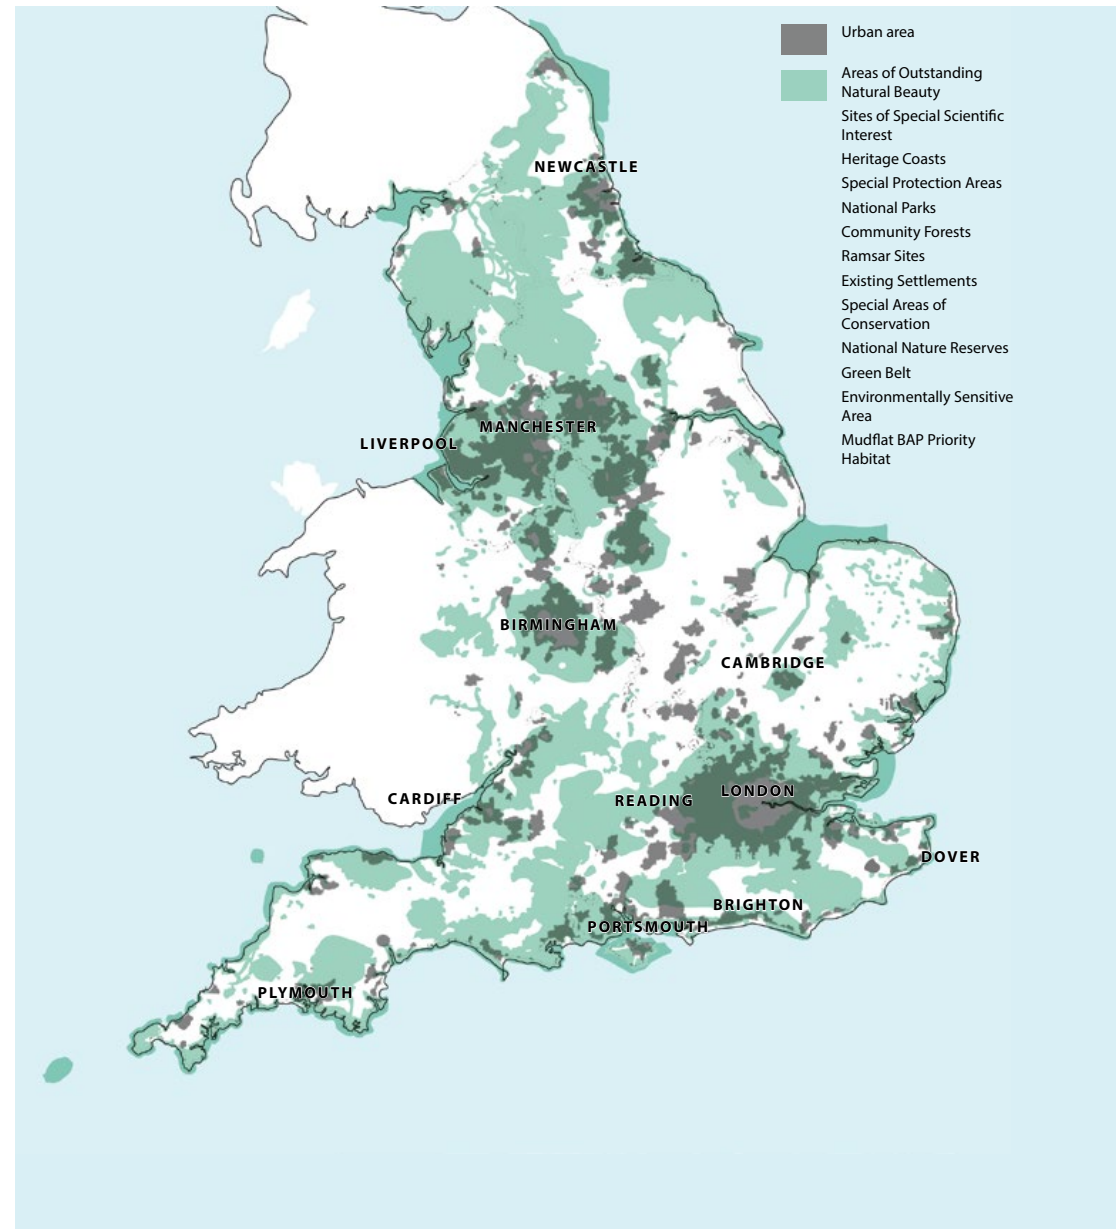 Urban area
Areas of Outstanding
Natural Beauty
Sites of Special Scientific
Interest
Heritage Coasts
Special Protection Areas
National Parks
Community Forests
Ramsar Sites
Existing Settlements
Special Areas of
Conservation
National Nature Reserves
Green Belt
Environmentally Sensitive
Area
Mudflat BAP Priority
Habitat
NEWCASTLE
MANCHESTER
LIVERPOOL
BIRMINGHAM
CAMBRIDGE
CARDIFF
READING
LONDON
DOVER
BRIGHTON
PORTSMOUTH
PLYMOUTH